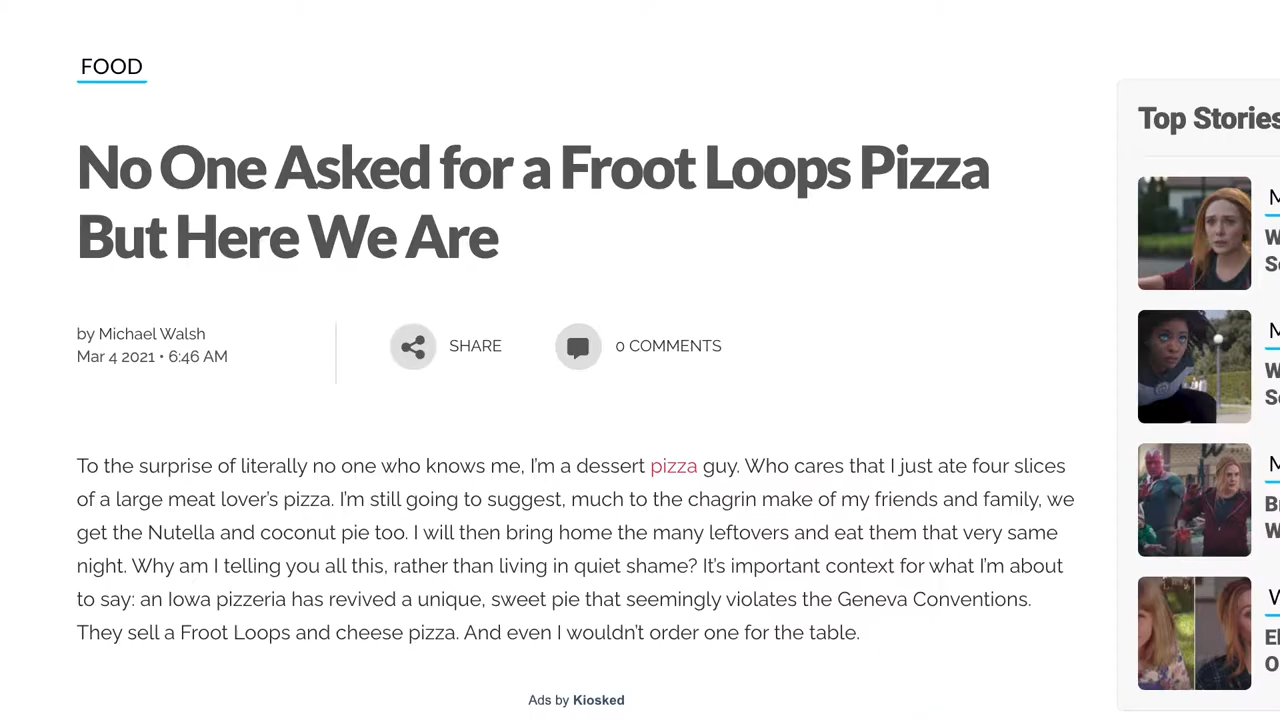 FOOD
No One Asked for a Froot Loops Pizza
But Here We Are
by Michael Walsh
Mar 4 2021 • 6:46 AM
SHARE
0 COMMENTS
To the surprise of literally no one who knows me, I'm a dessert pizza guy. Who cares that I just ate four slices
of a large meat lover's pizza. I'm still going to suggest, much to the chagrin make of my friends and family, we
get the Nutella and coconut pie too. I will then bring home the many leftovers and eat them that very same
night. Why am I telling you all this, rather than living in quiet shame? It's important context for what I'm about
to say: an Iowa pizzeria has revived a unique, sweet pie that seemingly violates the Geneva Conventions.
They sell a Froot Loops and cheese pizza. And even I wouldn't order one for the table.
Ads by Kiosked
Top Stories